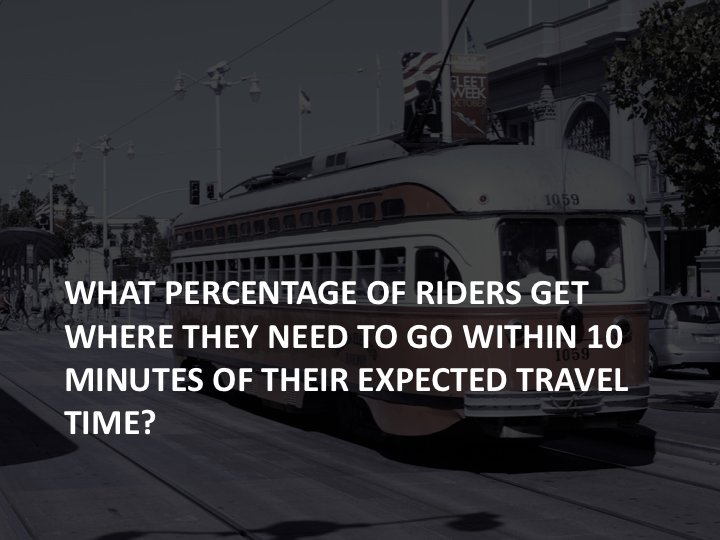 FLEET
WEEK
OCTOBER
1059
WHAT PERCENTAGE OF RIDERS GET
WHERE THEY NEED TO GO WITHIN 10
1059
MINUTES OF THEIR EXPECTED TRAVEL
TIME?